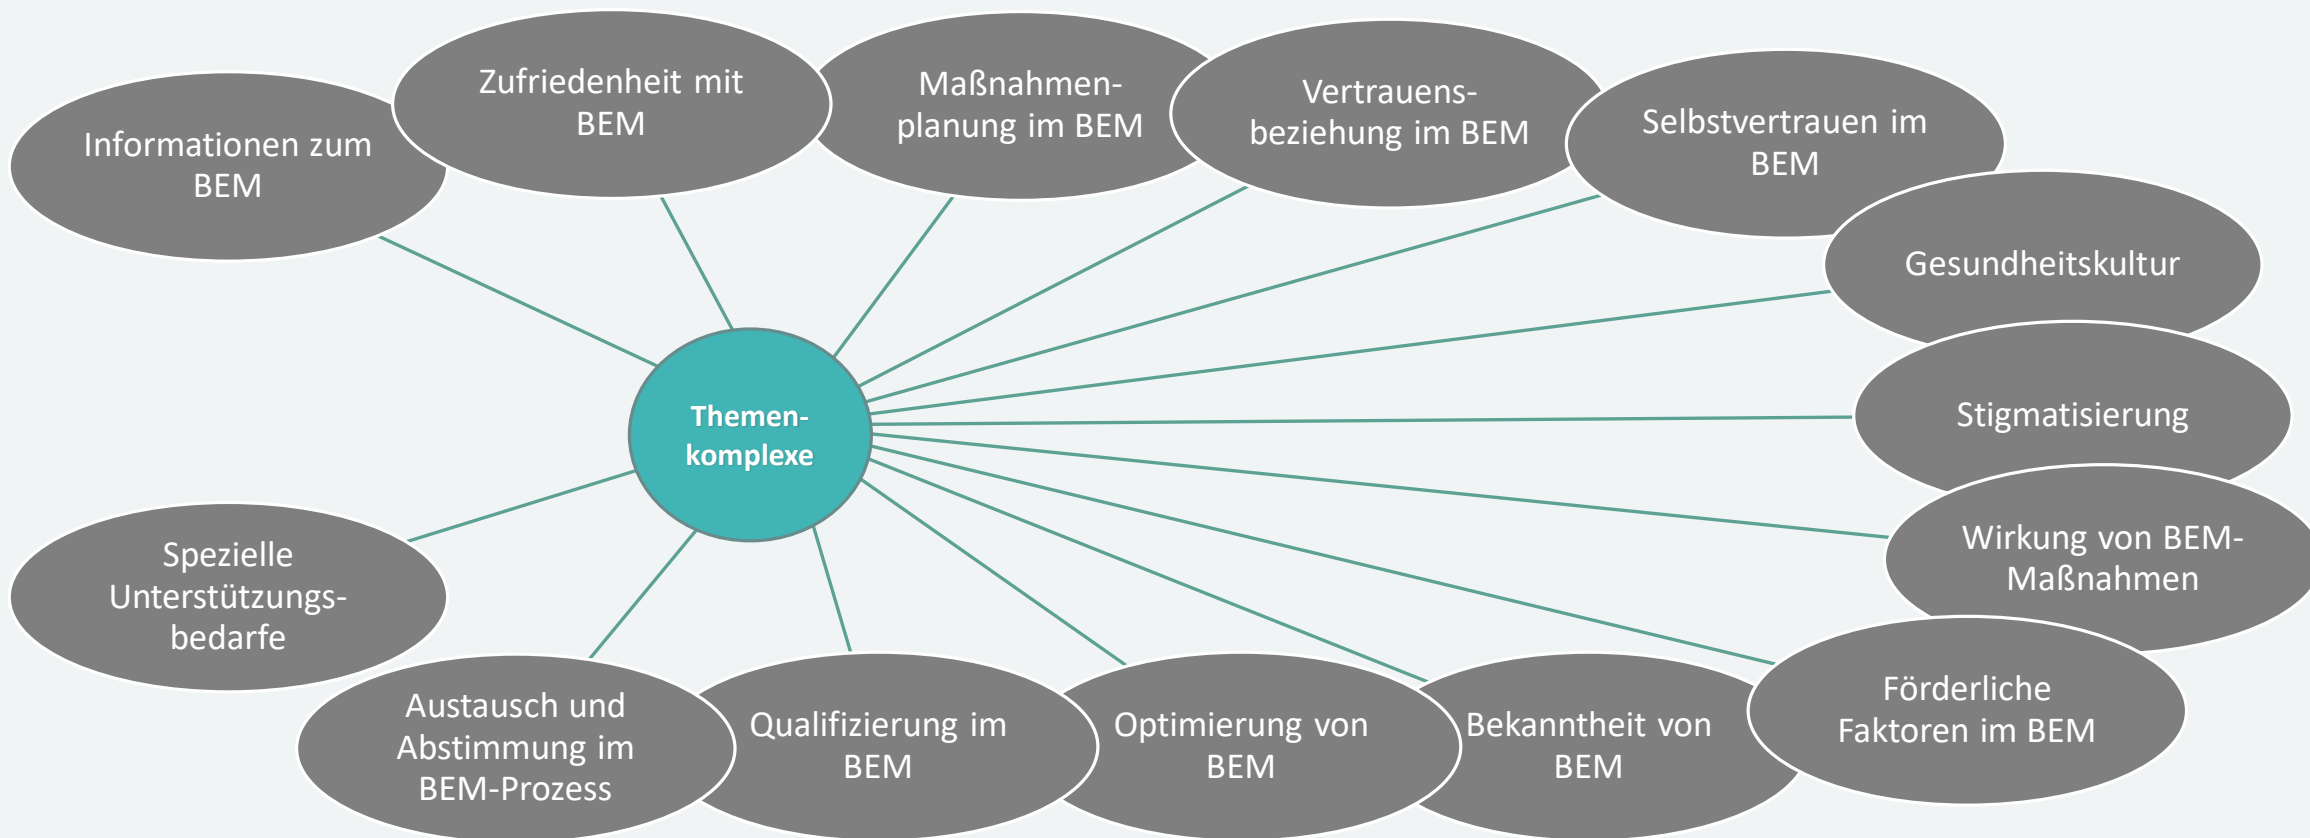 Informationen zum
BEM
Zufriedenheit mit
BEM
Maßnahmen-
planung im BEM
Vertrauens-
beziehung im BEM
Selbstvertrauen im
BEM
Gesundheitskultur
Stigmatisierung
Wirkung von BEM-
Maßnahmen
Förderliche
Faktoren im BEM
Bekanntheit von
BEM
Optimierung von
BEM
Qualifizierung im
BEM
Austausch und
Abstimmung im
BEM-Prozess
Spezielle
Unterstützungs-
bedarfe
Themen-
komplexe